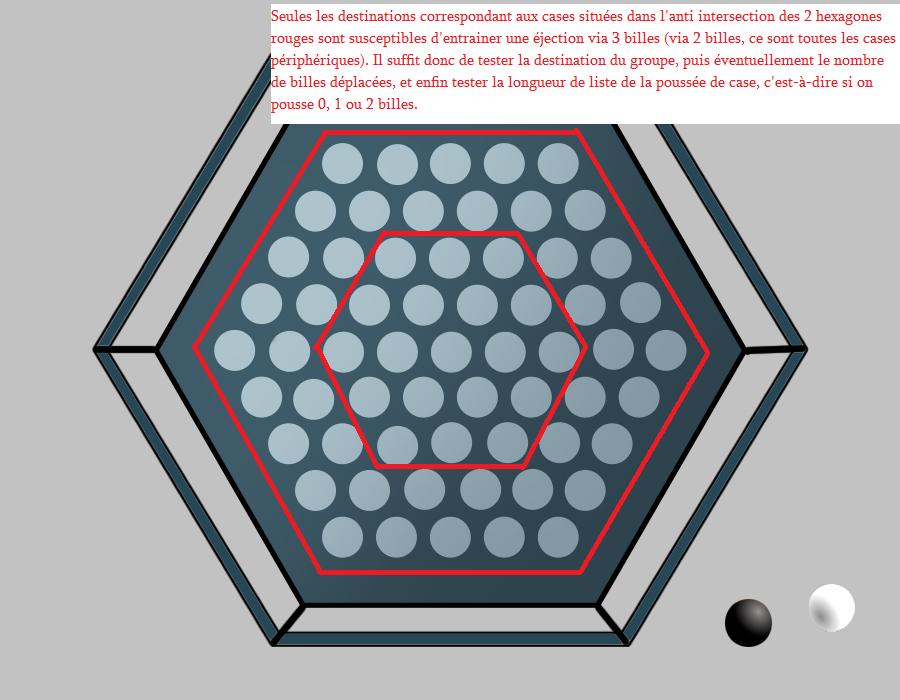 Seules les destinations correspondant aux cases situées dans l'anti intersection des 2 hexagones
rouges sont susceptibles d'entrainer une éjection via 3 billes (via 2 billes, ce sont toutes les cases
périphériques). Il suffit donc de tester la destination du groupe, puis éventuellement le nombre
de billes déplacées, et enfin tester la longueur de liste de la poussée de case, c'est-à-dire si on
pousse 0, 1 ou 2 billes.